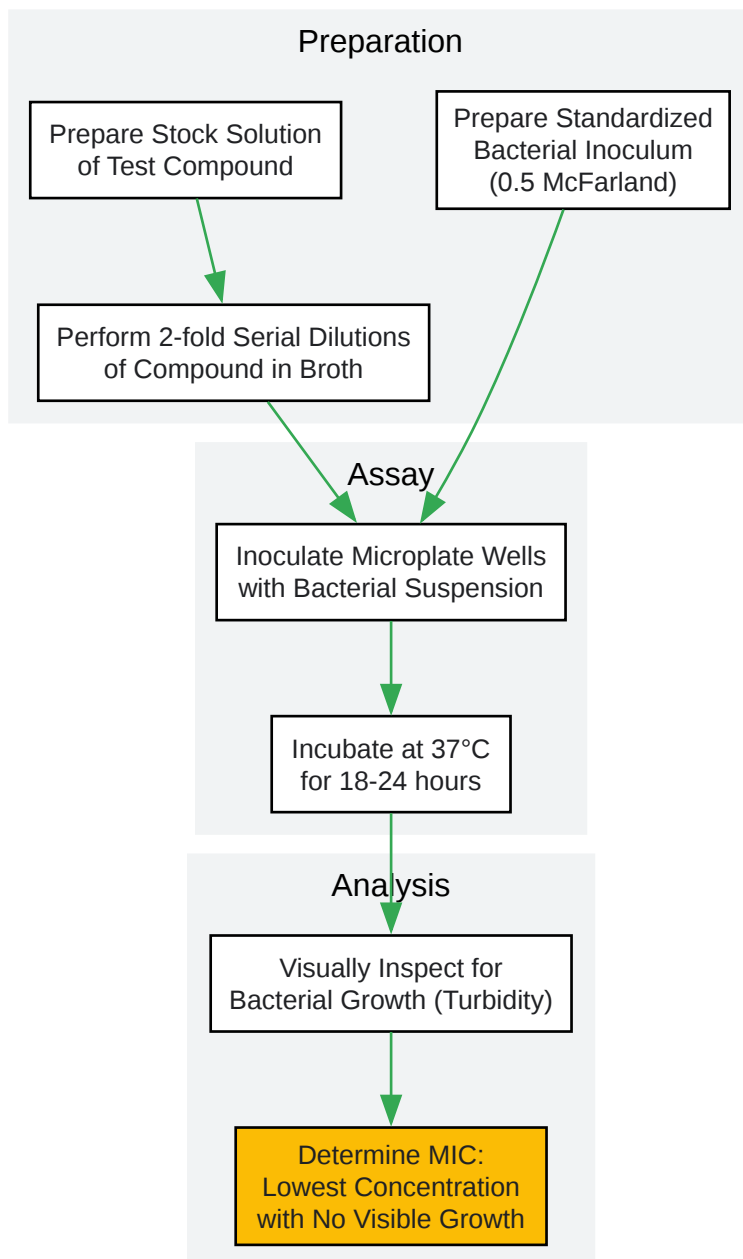 Preparation
Prepare Stock Solution
of Test Compound
Prepare Standardized
Bacterial Inoculum
(0.5 McFarland)
Perform 2-fold Serial Dilutions
of Compound in Broth
Assay
Inoculate Microplate Wells
with Bacterial Suspension
Incubate at 37°C
for 18-24 hours
Analysis
Visually Inspect for
Bacterial Growth (Turbidity)
Determine MIC:
Lowest Concentration
with No Visible Growth